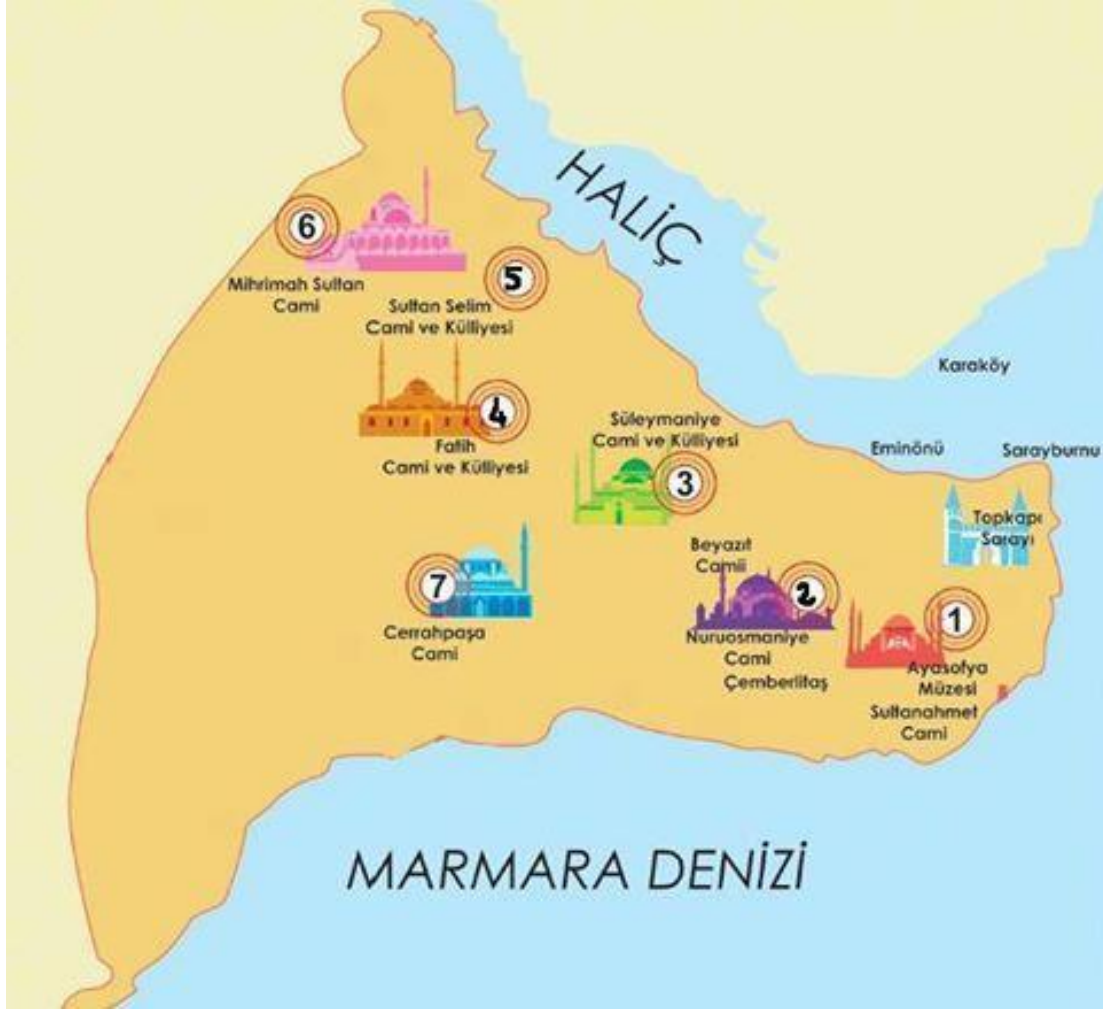 HALİÇ
6
Mihrimah Sultan
Cami
5
Sultan Selim
Cami ve Külliyesi
4
Fatih
Cami ve Külliyesi
Karaköy
Eminönü
Sarayburnu
Süleymaniye
Cami ve Külliyesi
3
Topkapı
Sarayı
Beyazıt
Camii
2
Nuruosmaniye
Cami
Çemberlitaş
1
Ayasofya
Müzesi
Sultanahmet
Cami
7
Cerrahpaşa
Cami
MARMARA DENİZİ